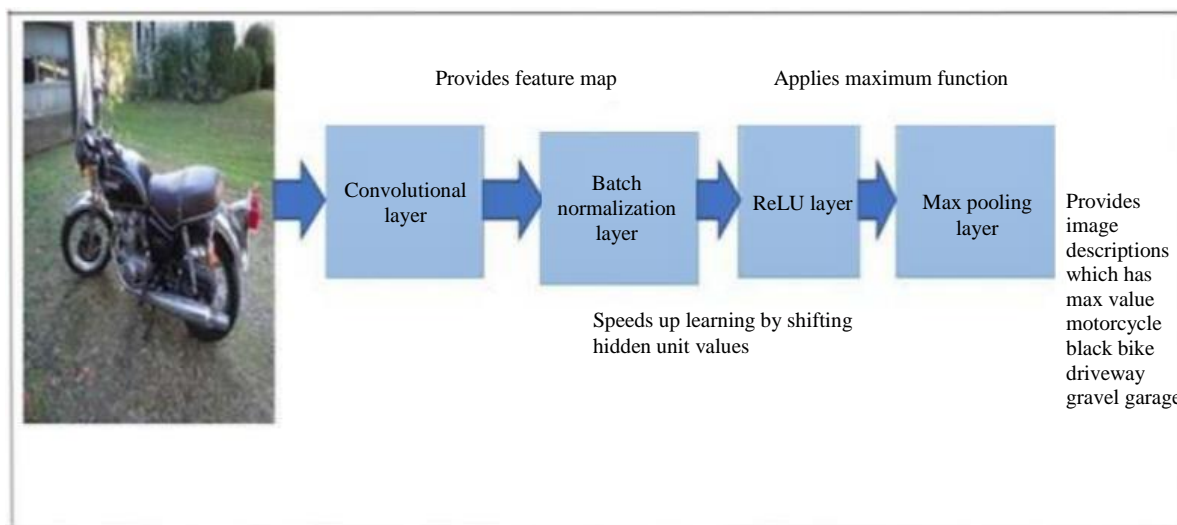 Provides feature map
Applies maximum function
Convolutional
layer
Batch
normalization
layer
ReLU layer
Max pooling
layer
Provides
image
descriptions
which has
max value
motorcycle
black bike
driveway
gravel garage
Speeds up learning by shifting
hidden unit values